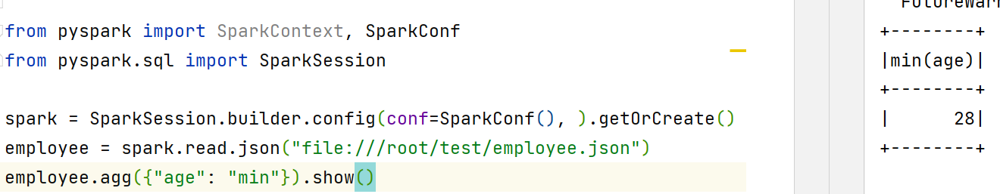 FutureWarn
from pyspark import SparkContext, SparkConf
from pyspark.sql import SparkSession
spark = SparkSession.builder.config(conf=SparkConf(), ).getOrCreate()
employee = spark.read.json("file:///root/test/employee.json")
employee.agg({"age": "min"}).show()
+--------+
|min(age)|
+--------+
|      28|
+--------+